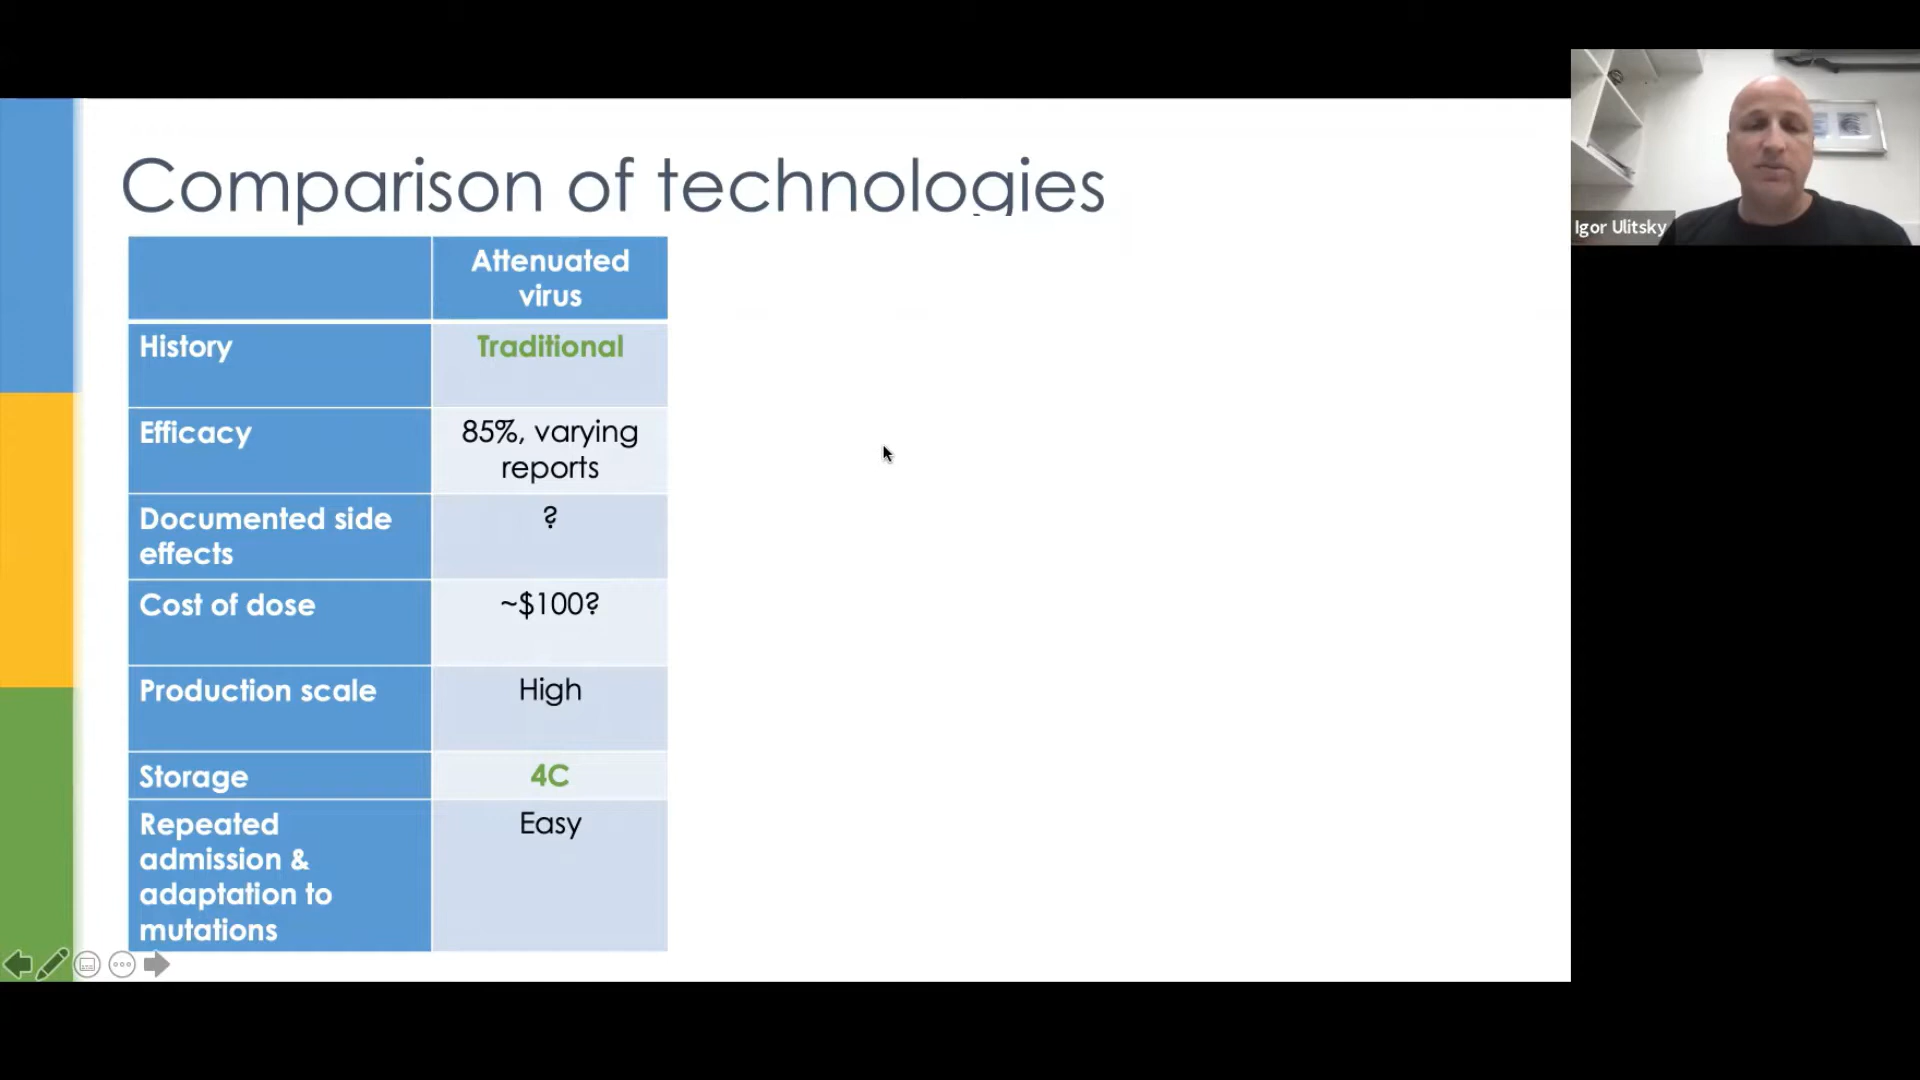 Comparison of technologies
Attenuated
virus
History
Traditional
Efficacy
85%, varying
reports
Documented side
effects
?
Cost of dose
~$100?
Production scale
High
Storage
4C
Repeated
admission &
adaptation to
mutations
Easy
Igor Ulitsky